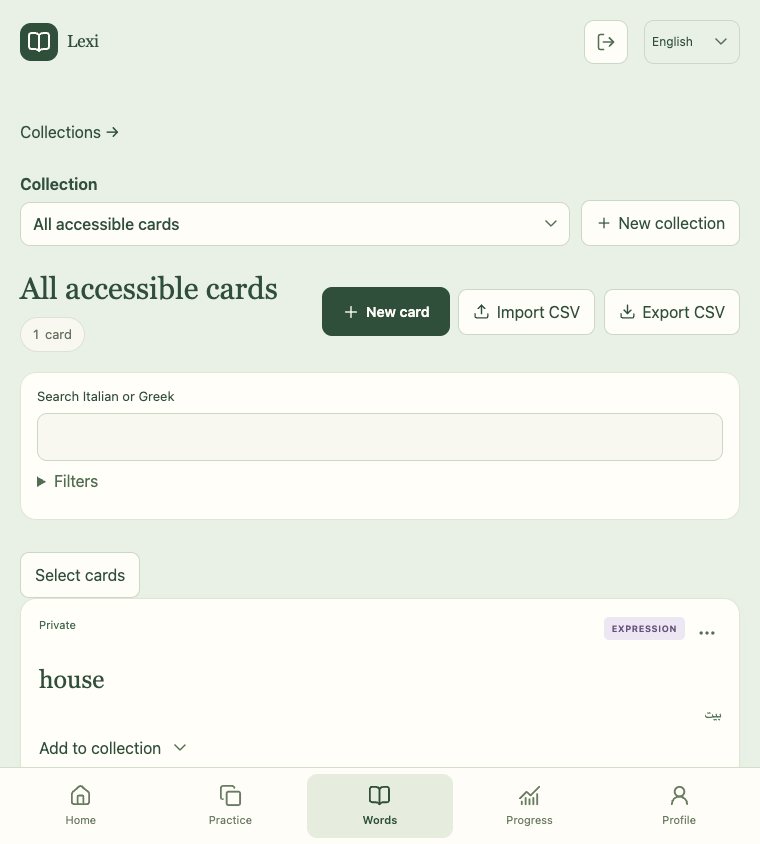 Lexi
English
Collections →
Collection
All accessible cards
+ New collection
All accessible cards
1 card
+ New card
Import CSV
Export CSV
Search Italian or Greek
Filters
Select cards
Private
EXPRESSION
house
بيت
Add to collection
Home
Practice
Words
Progress
Profile